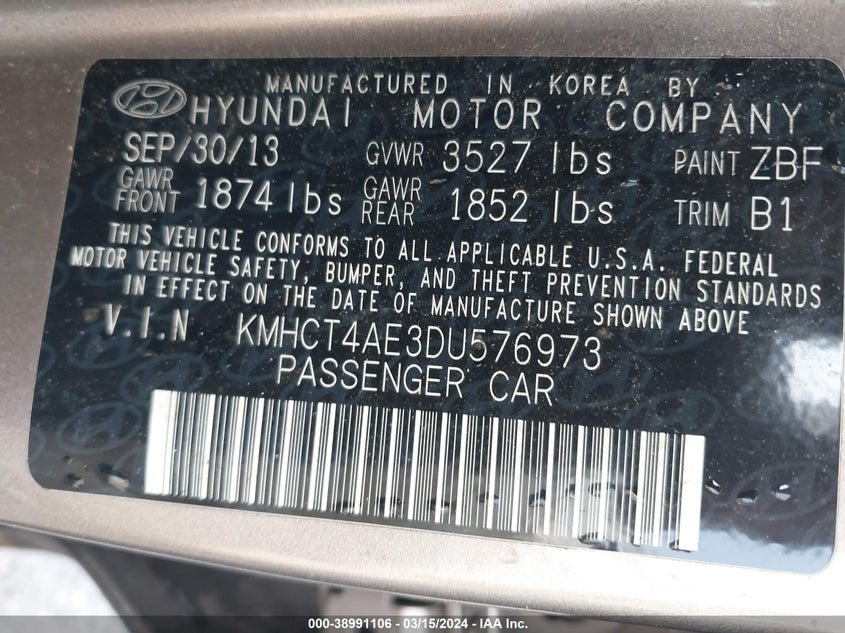 MANUFACTURED IN KOREA BY
HYUNDAI MOTOR COMPANY
SEP/30/13 GVWR 3527 lbs PAINT ZBF
GAWR FRONT 1874 lbs GAWR REAR 1852 lbs TRIM B1
THIS VEHICLE CONFORMS TO ALL APPLICABLE U.S.A. FEDERAL
MOTOR VEHICLE SAFETY, BUMPER, AND THEFT PREVENTION STANDARDS
IN EFFECT ON THE DATE OF MANUFACTURE SHOWN ABOVE.
V.I.N KMHCT4AE3DU576973
PASSENGER CAR
000-38991106 - 03/15/2024 - IAA Inc.